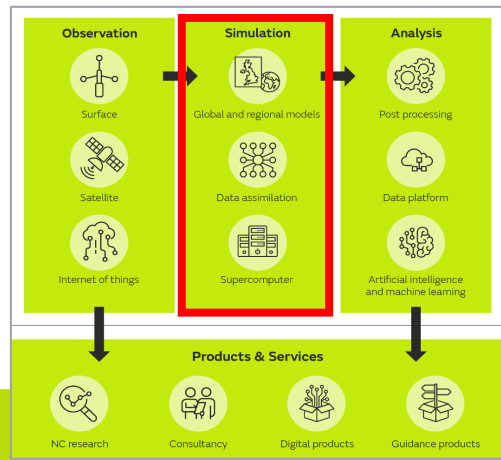 Observation
Surface
Satellite
Internet of things
Simulation
Global and regional models
Data assimilation
Supercomputer
Analysis
Post processing
Data platform
Artificial intelligence
and machine learning
Products & Services
NC research
Consultancy
Digital products
Guidance products